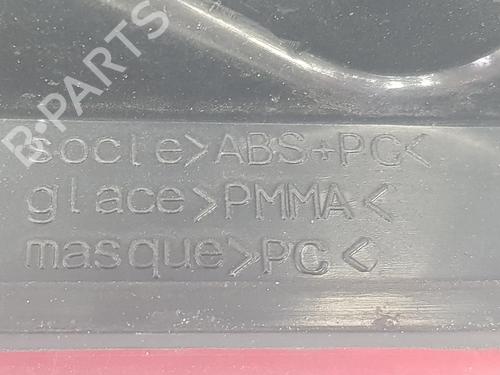 B-PARTS
socle>ABS+PC<
glace>PMMA<
masque>PC<